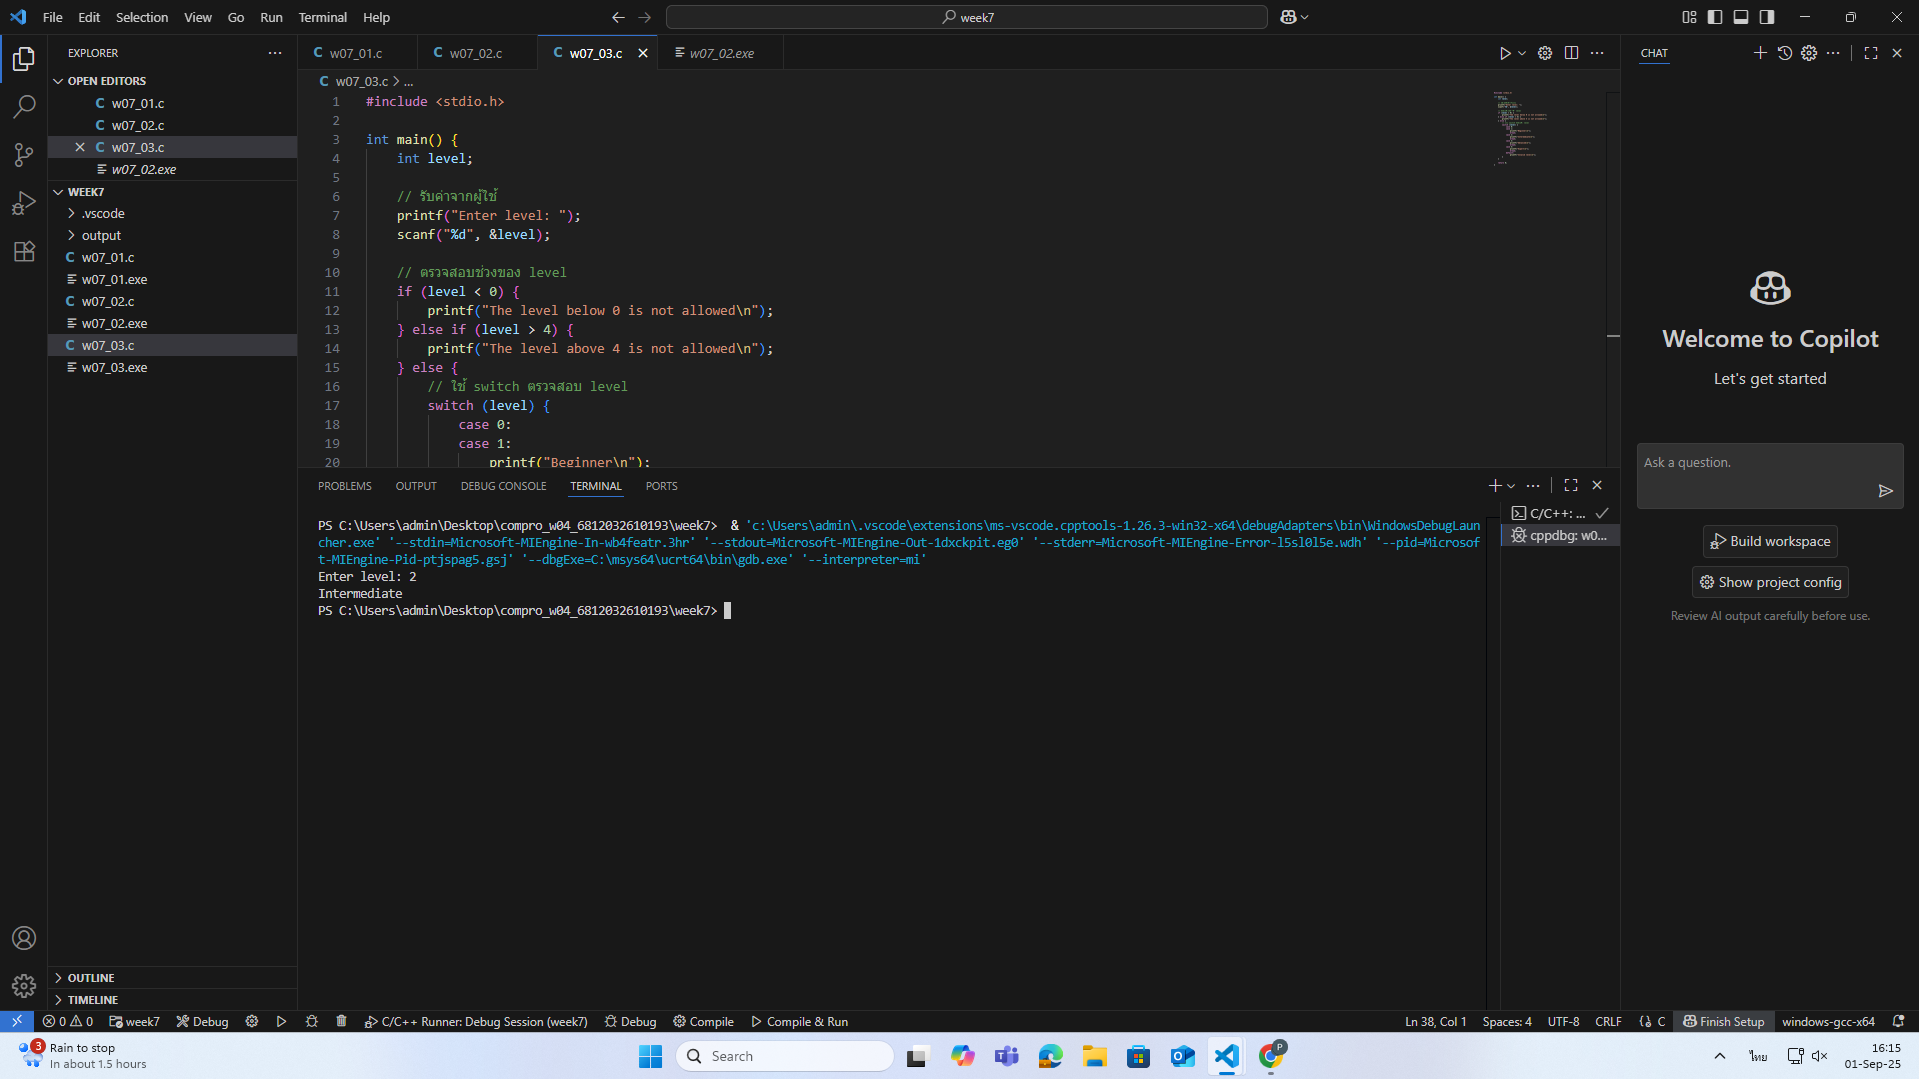 File Edit Selection View Go Run Terminal Help
week7
EXPLORER
OPEN EDITORS
w07_01.c
w07_02.c
w07_03.c
w07_02.exe
WEEK7
.vscode
output
w07_01.c
w07_01.exe
w07_02.c
w07_02.exe
w07_03.c
w07_03.exe
OUTLINE
TIMELINE
w07_01.c w07_02.c w07_03.c w07_02.exe
w07_03.c > ...
1 #include <stdio.h>
2
3 int main() {
4 int level;
5
6 // รับค่าจากผู้ใช้
7 printf("Enter level: ");
8 scanf("%d", &level);
9
10 // ตรวจสอบช่วงของ level
11 if (level < 0) {
12 printf("The level below 0 is not allowed\n");
13 } else if (level > 4) {
14 printf("The level above 4 is not allowed\n");
15 } else {
16 // ใช้ switch ตรวจสอบ level
17 switch (level) {
18 case 0:
19 case 1:
20 printf("Beginner\n");
PROBLEMS OUTPUT DEBUG CONSOLE TERMINAL PORTS
PS C:\Users\admin\Desktop\compro_w04_6812032610193\week7> & 'c:\Users\admin\.vscode\extensions\ms-vscode.cpptools-1.26.3-win32-x64\debugAdapters\bin\WindowsDebugLaun
cher.exe' '--stdin=Microsoft-MIEngine-In-wb4featr.3hr' '--stdout=Microsoft-MIEngine-Out-1dxckpit.eg0' '--stderr=Microsoft-MIEngine-Error-l5sl0l5e.wdh' '--pid=Microsof
t-MIEngine-Pid-ptjspag5.gsj' '--dbgExe=C:\msys64\ucrt64\bin\gdb.exe' '--interpreter=mi'
Enter level: 2
Intermediate
PS C:\Users\admin\Desktop\compro_w04_6812032610193\week7>
C/C++: ...
cppdbg: w0...
CHAT
Welcome to Copilot
Let's get started
Ask a question.
Build workspace
Show project config
Review AI output carefully before use.
0 0 week7 Debug C/C++ Runner: Debug Session (week7) Debug Compile Compile & Run
Ln 38, Col 1 Spaces: 4 UTF-8 CRLF {} C Finish Setup windows-gcc-x64
3
Rain to stop
In about 1.5 hours
Search
P
ไทย
16:15
01-Sep-25